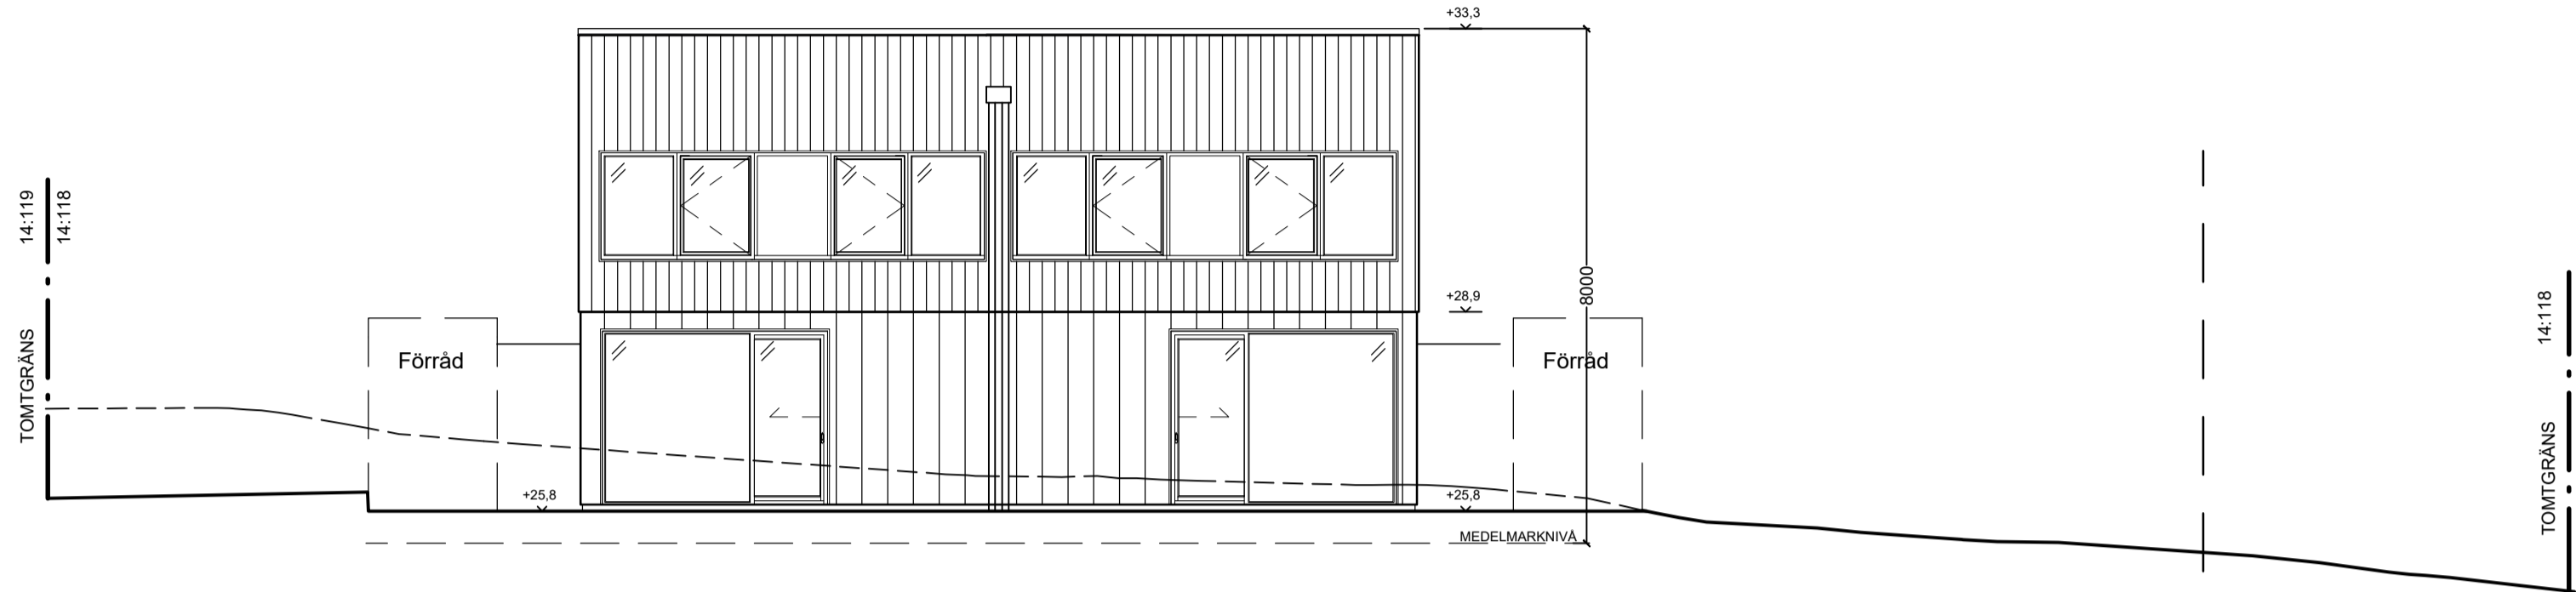 +33,3
14:119
14:118
8000
+28,9
14:118
TOMTGRÄNS
Förråd
Förråd
TOMTGRÄNS
+25,8
+25,8
MEDELMARKNIVÅ